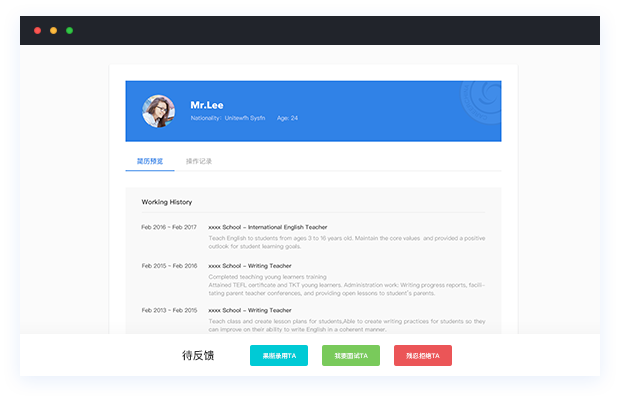 Mr.Lee
Nationality: Unitewfh Sysfh Age: 24
简历预览 操作记录
Working History
Feb 2016 - Feb 2017 xxxx School - International English Teacher
Teach English to students from ages 3 to 16 years old. Maintain the core values and provided a positive
outlook for student learning goals.
Feb 2015 - Feb 2016 xxxx School - Writing Teacher
Completed teaching young learners training
Attained TEFL certificate and TKT young learners. Administration work: Writing progress reports, facili-
tating parent teacher conferences, and providing open lessons to student's parents.
Feb 2013 - Feb 2015 xxxx School - Writing Teacher
Teach class and create lesson plans for students,Able to create writing practices for students so they
can improve on their ability to write English in a coherent manner.
待反馈 果断录用TA 我要面试TA 残忍拒绝TA